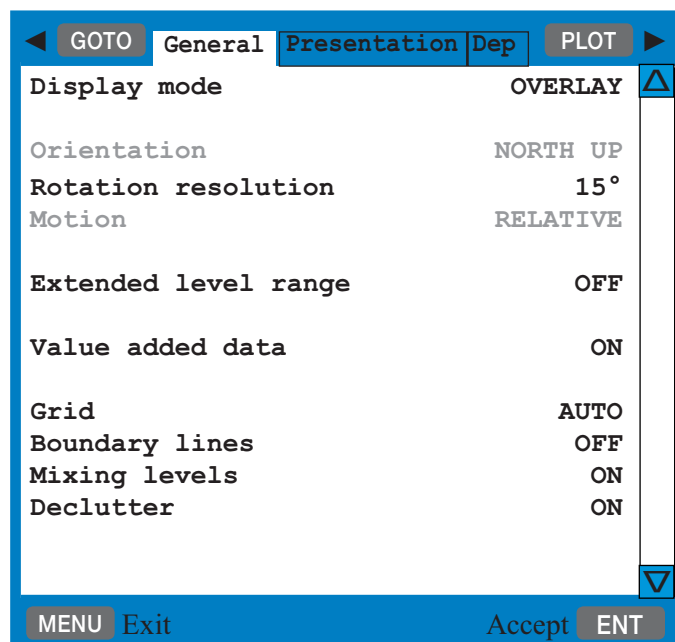 GOTO General Presentation Dep PLOT
Display mode OVERLAY
Orientation NORTH UP
Rotation resolution 15°
Motion RELATIVE
Extended level range OFF
Value added data ON
Grid AUTO
Boundary lines OFF
Mixing levels ON
Declutter ON
MENU Exit Accept ENT